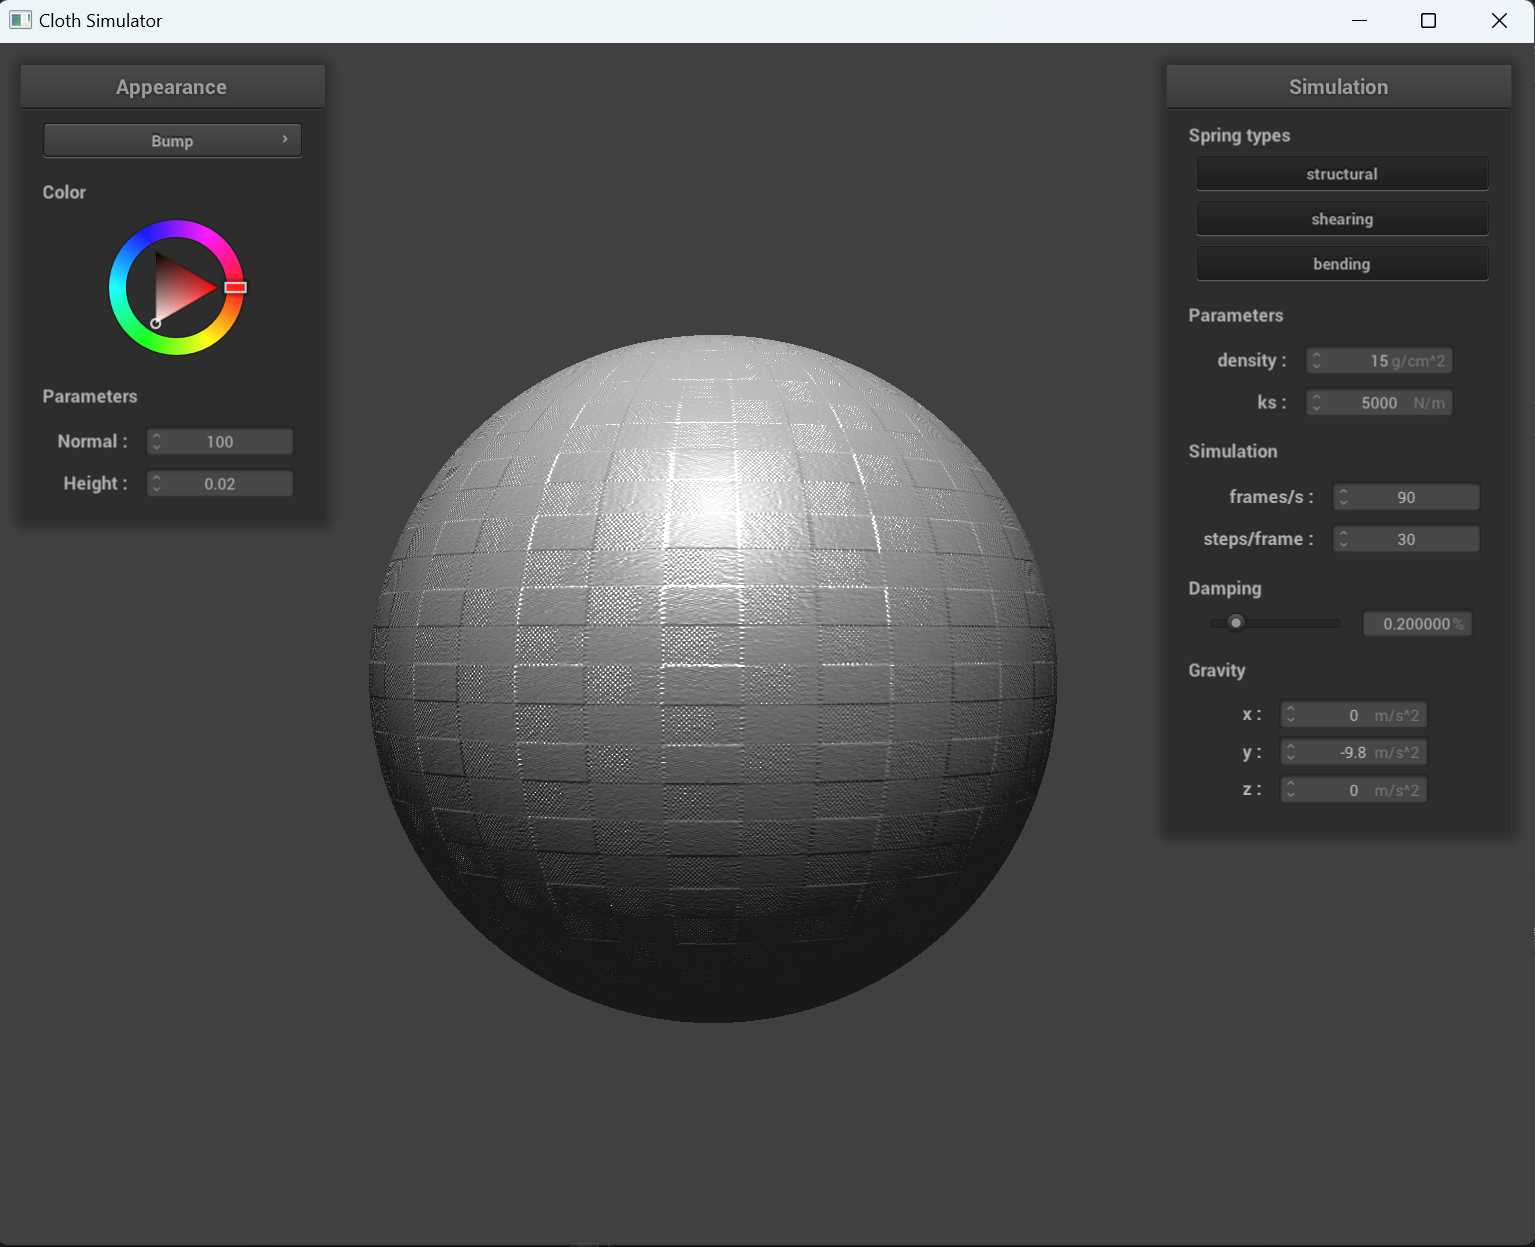 Cloth Simulator
Appearance
Bump
Color
Parameters
Normal : 100
Height : 0.02
Simulation
Spring types
structural
shearing
bending
Parameters
density : 15 g/cm^2
ks : 5000 N/m
Simulation
frames/s : 90
steps/frame : 30
Damping
0.200000 %
Gravity
x : 0 m/s^2
y : -9.8 m/s^2
z : 0 m/s^2